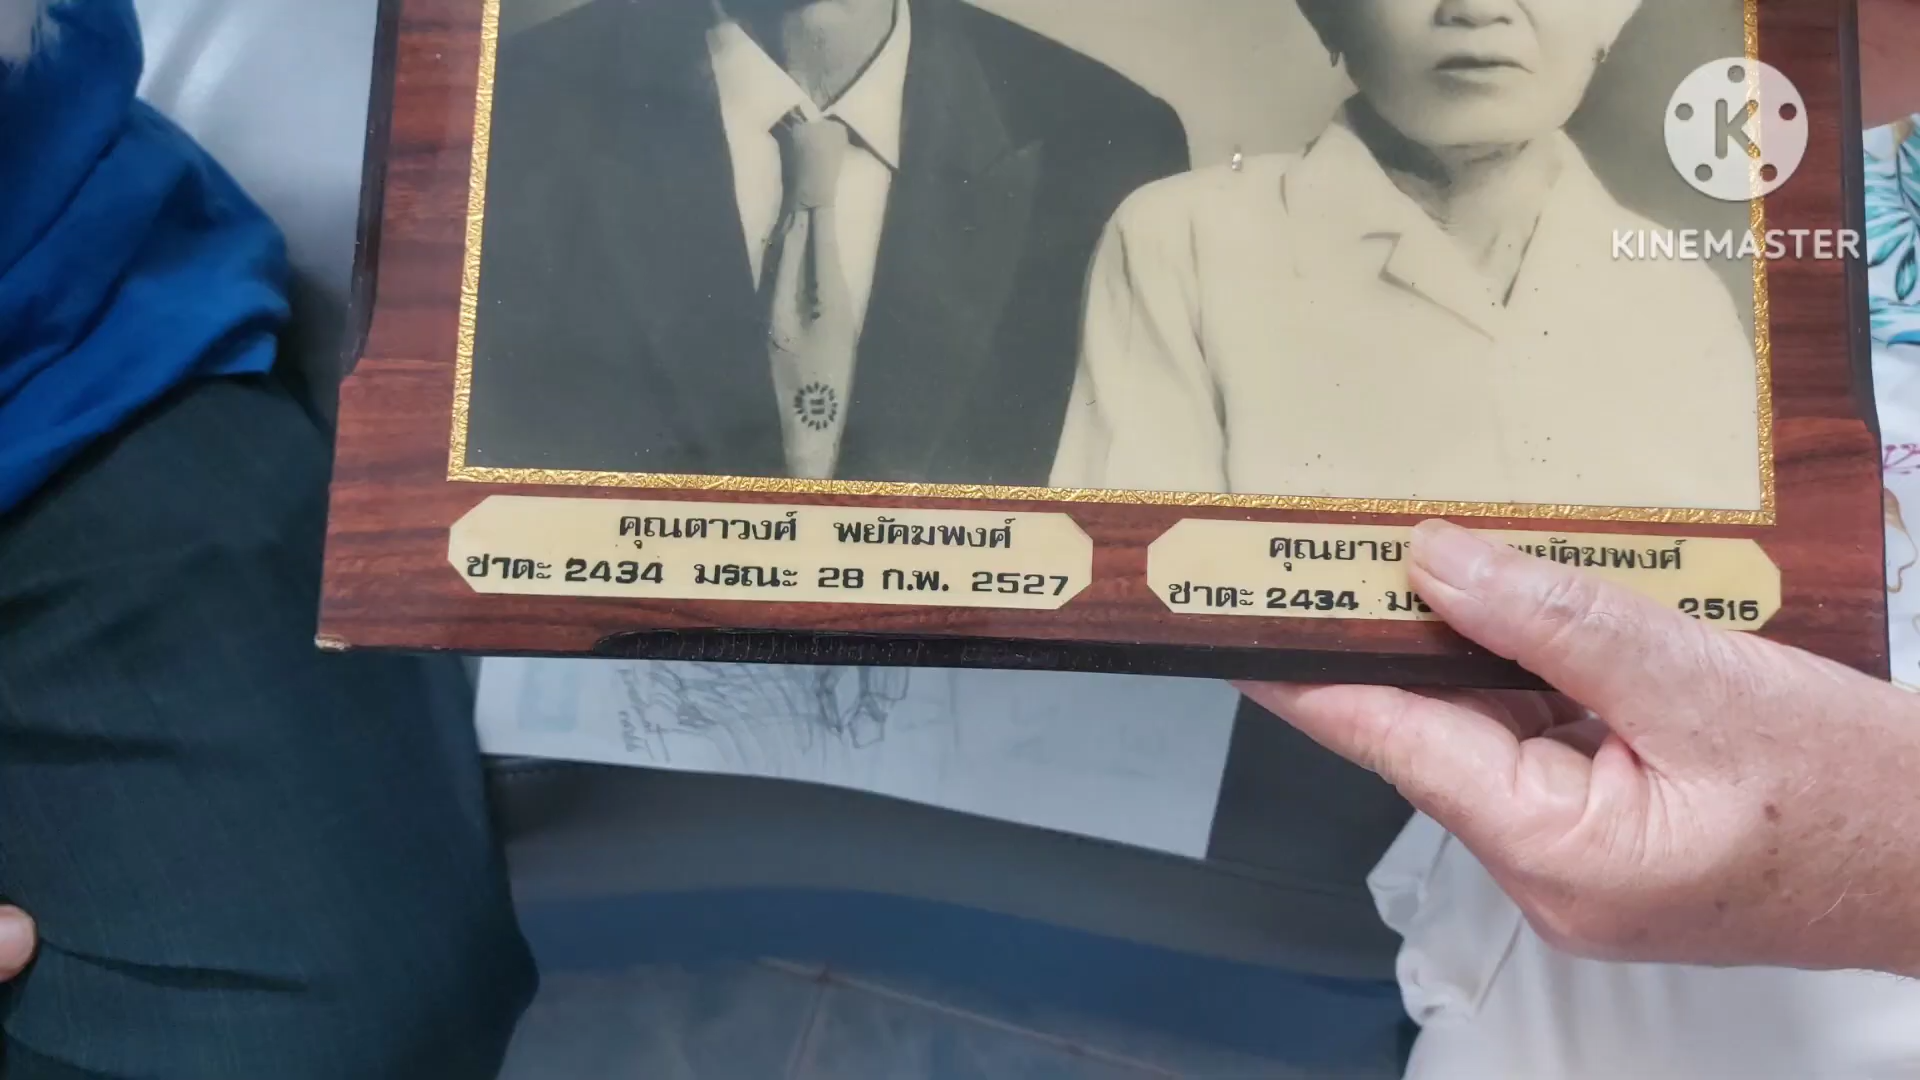 K
KINEMASTER
คุณตาวงศ์ พยัคฆพงศ์
ชาตะ 2434 มรณะ 28 ก.พ. 2527
คุณยาย พยัคฆพงศ์
ชาตะ 2434 2516